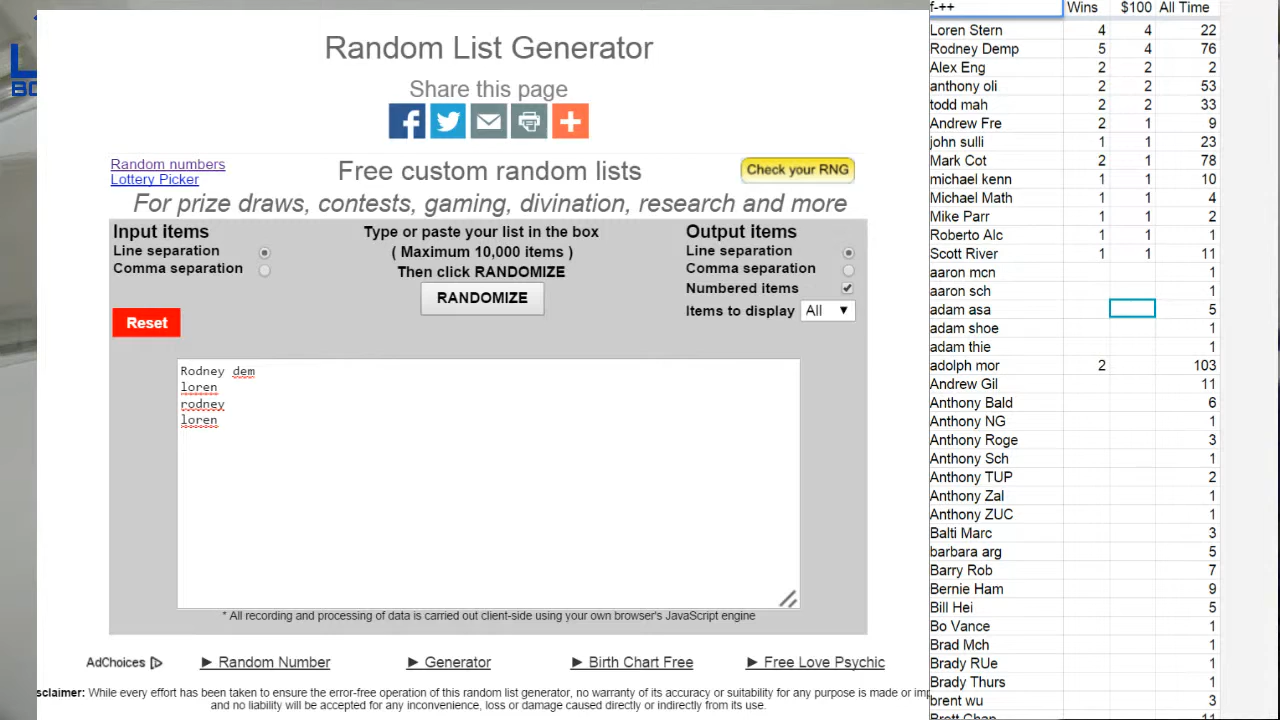 Random List Generator
Share this page
Random numbers
Lottery Picker
Free custom random lists
Check your RNG
For prize draws, contests, gaming, divination, research and more
Input items
Line separation
Comma separation
Reset
Type or paste your list in the box
( Maximum 10,000 items )
Then click RANDOMIZE
RANDOMIZE
Output items
Line separation
Comma separation
Numbered items
Items to display All
Rodney dem
loren
rodney
loren
* All recording and processing of data is carried out client-side using your own browser's JavaScript engine
AdChoices
► Random Number
► Generator
► Birth Chart Free
► Free Love Psychic
sclaimer: While every effort has been taken to ensure the error-free operation of this random list generator, no warranty of its accuracy or suitability for any purpose is made or imp
and no liability will be accepted for any inconvenience, loss or damage caused directly or indirectly from its use.
f-++ Wins $100 All Time
Loren Stern 4 4 22
Rodney Demp 5 4 76
Alex Eng 2 2 2
anthony oli 2 2 53
todd mah 2 2 33
Andrew Fre 2 1 9
john sulli 1 1 23
Mark Cot 2 1 78
michael kenn 1 1 10
Michael Math 1 1 4
Mike Parr 1 1 2
Roberto Alc 1 1 1
Scott River 1 1 11
aaron mcn 1
aaron sch 1
adam asa 5
adam shoe 1
adam thie 1
adolph mor 2 103
Andrew Gil 11
Anthony Bald 6
Anthony NG 1
Anthony Roge 3
Anthony Sch 1
Anthony TUP 2
Anthony Zal 1
Anthony ZUC 1
Balti Marc 3
barbara arg 5
Barry Rob 7
Bernie Ham 9
Bill Hei 5
Bo Vance 1
Brad Mch 1
Brady RUe 1
Brady Thurs 1
brent wu 3
Brett Chan 11